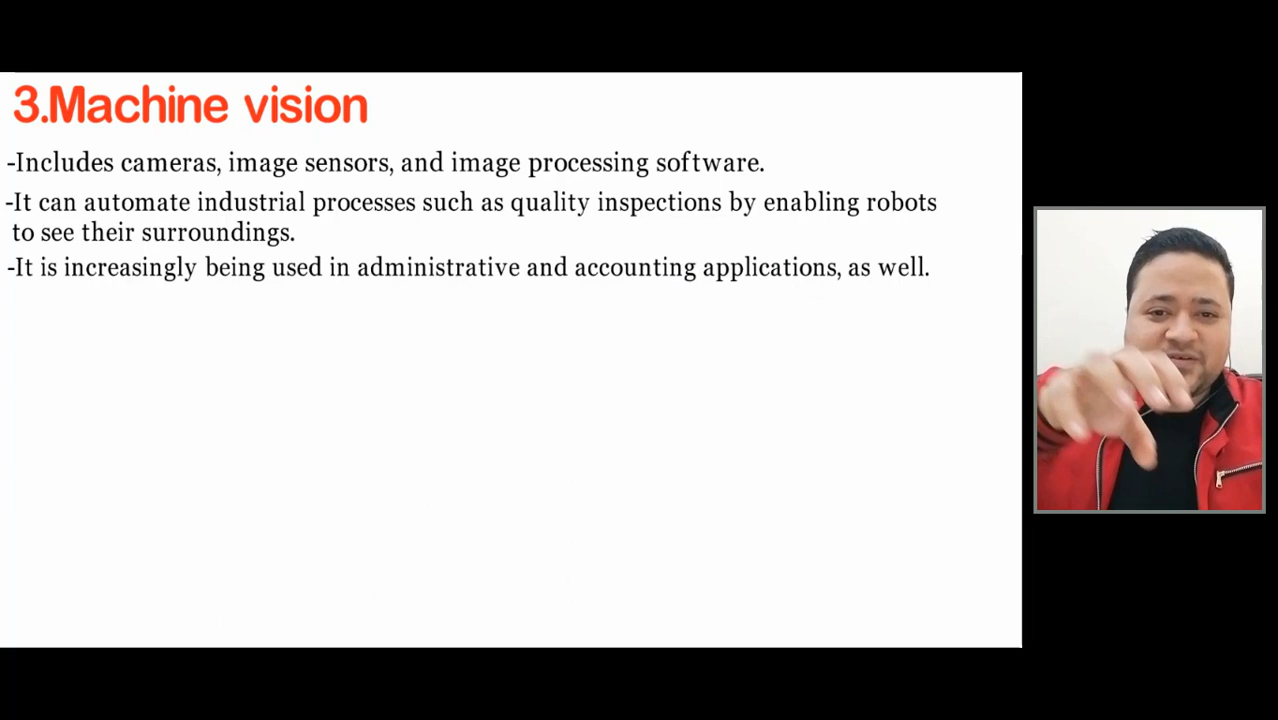 3.Machine vision
-Includes cameras, image sensors, and image processing software.
-It can automate industrial processes such as quality inspections by enabling robots
to see their surroundings.
-It is increasingly being used in administrative and accounting applications, as well.